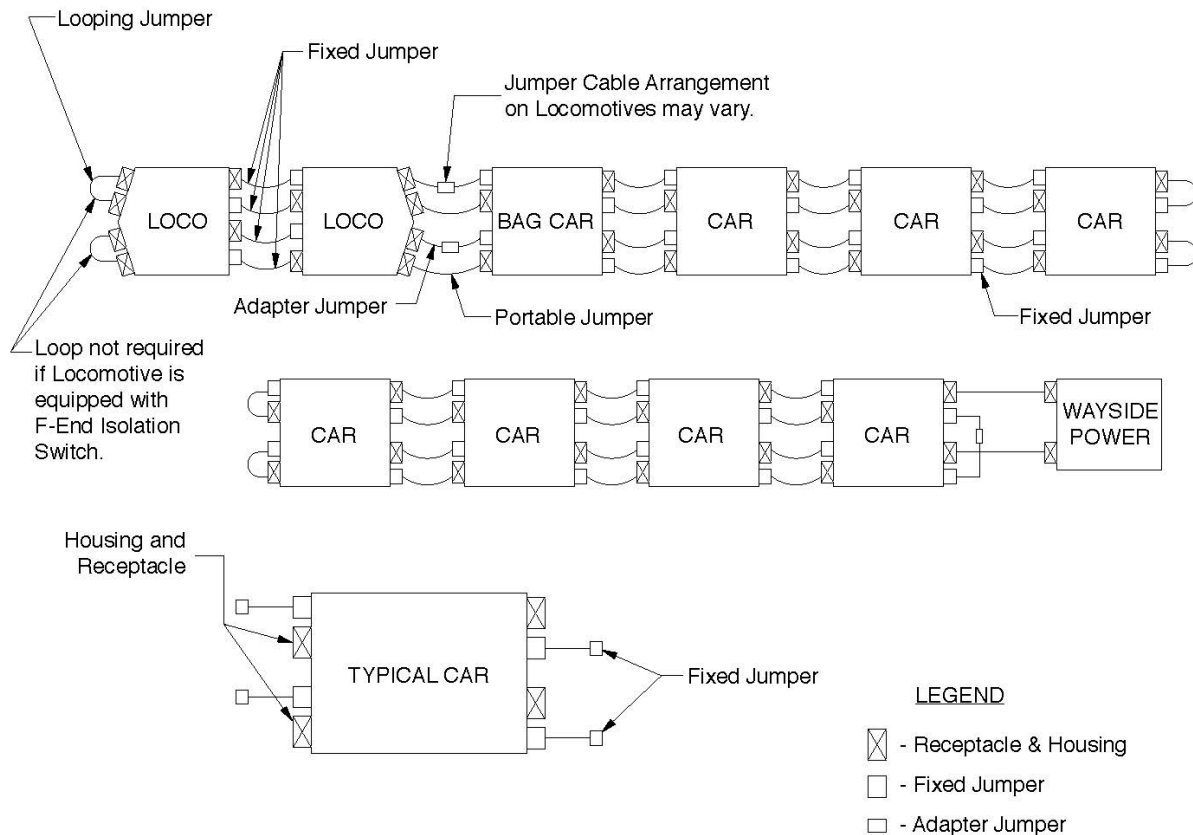 Looping Jumper
Fixed Jumper
Jumper Cable Arrangement
on Locomotives may vary.
LOCO
LOCO
BAG CAR
CAR
CAR
CAR
Adapter Jumper
Portable Jumper
Fixed Jumper
Loop not required
if Locomotive is
equipped with
F-End Isolation
Switch.
CAR
CAR
CAR
CAR
WAYSIDE
POWER
Housing and
Receptacle
TYPICAL CAR
Fixed Jumper
LEGEND
- Receptacle & Housing
- Fixed Jumper
- Adapter Jumper